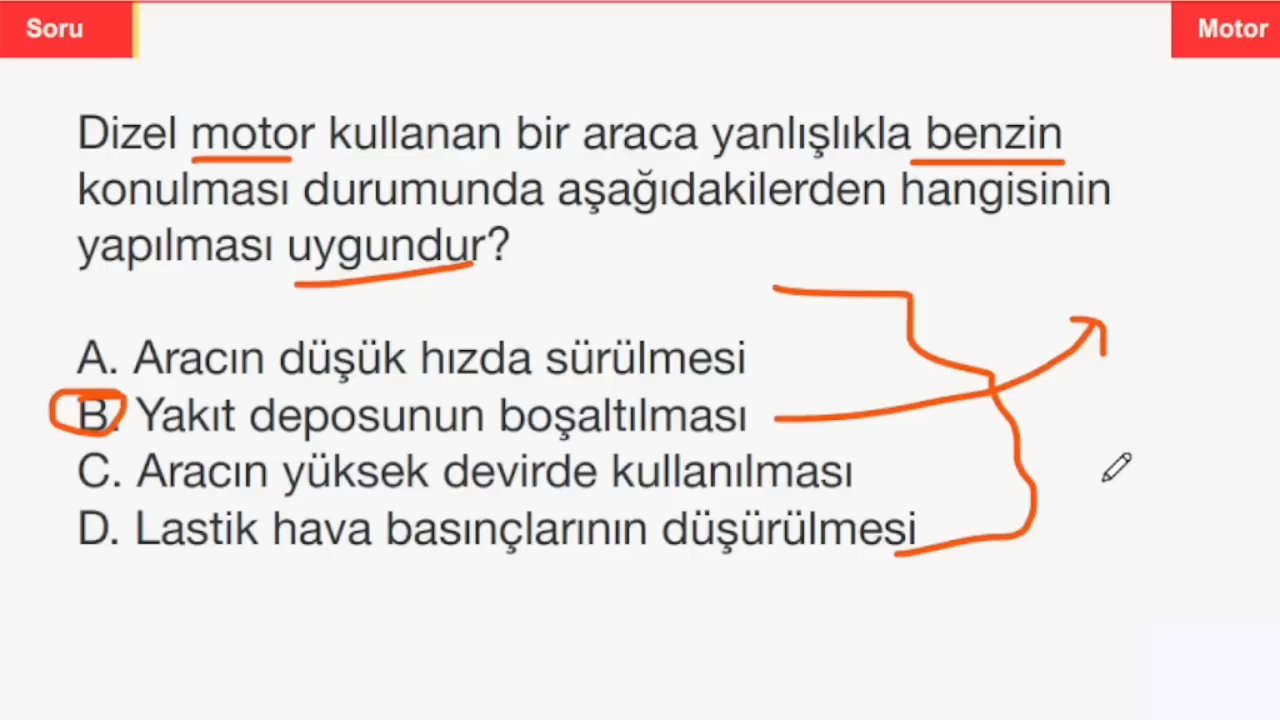 Soru
Motor
Dizel motor kullanan bir araca yanlışlıkla benzin
konulması durumunda aşağıdakilerden hangisinin
yapılması uygundur?
A. Aracın düşük hızda sürülmesi
B. Yakıt deposunun boşaltılması
C. Aracın yüksek devirde kullanılması
D. Lastik hava basınçlarının düşürülmesi